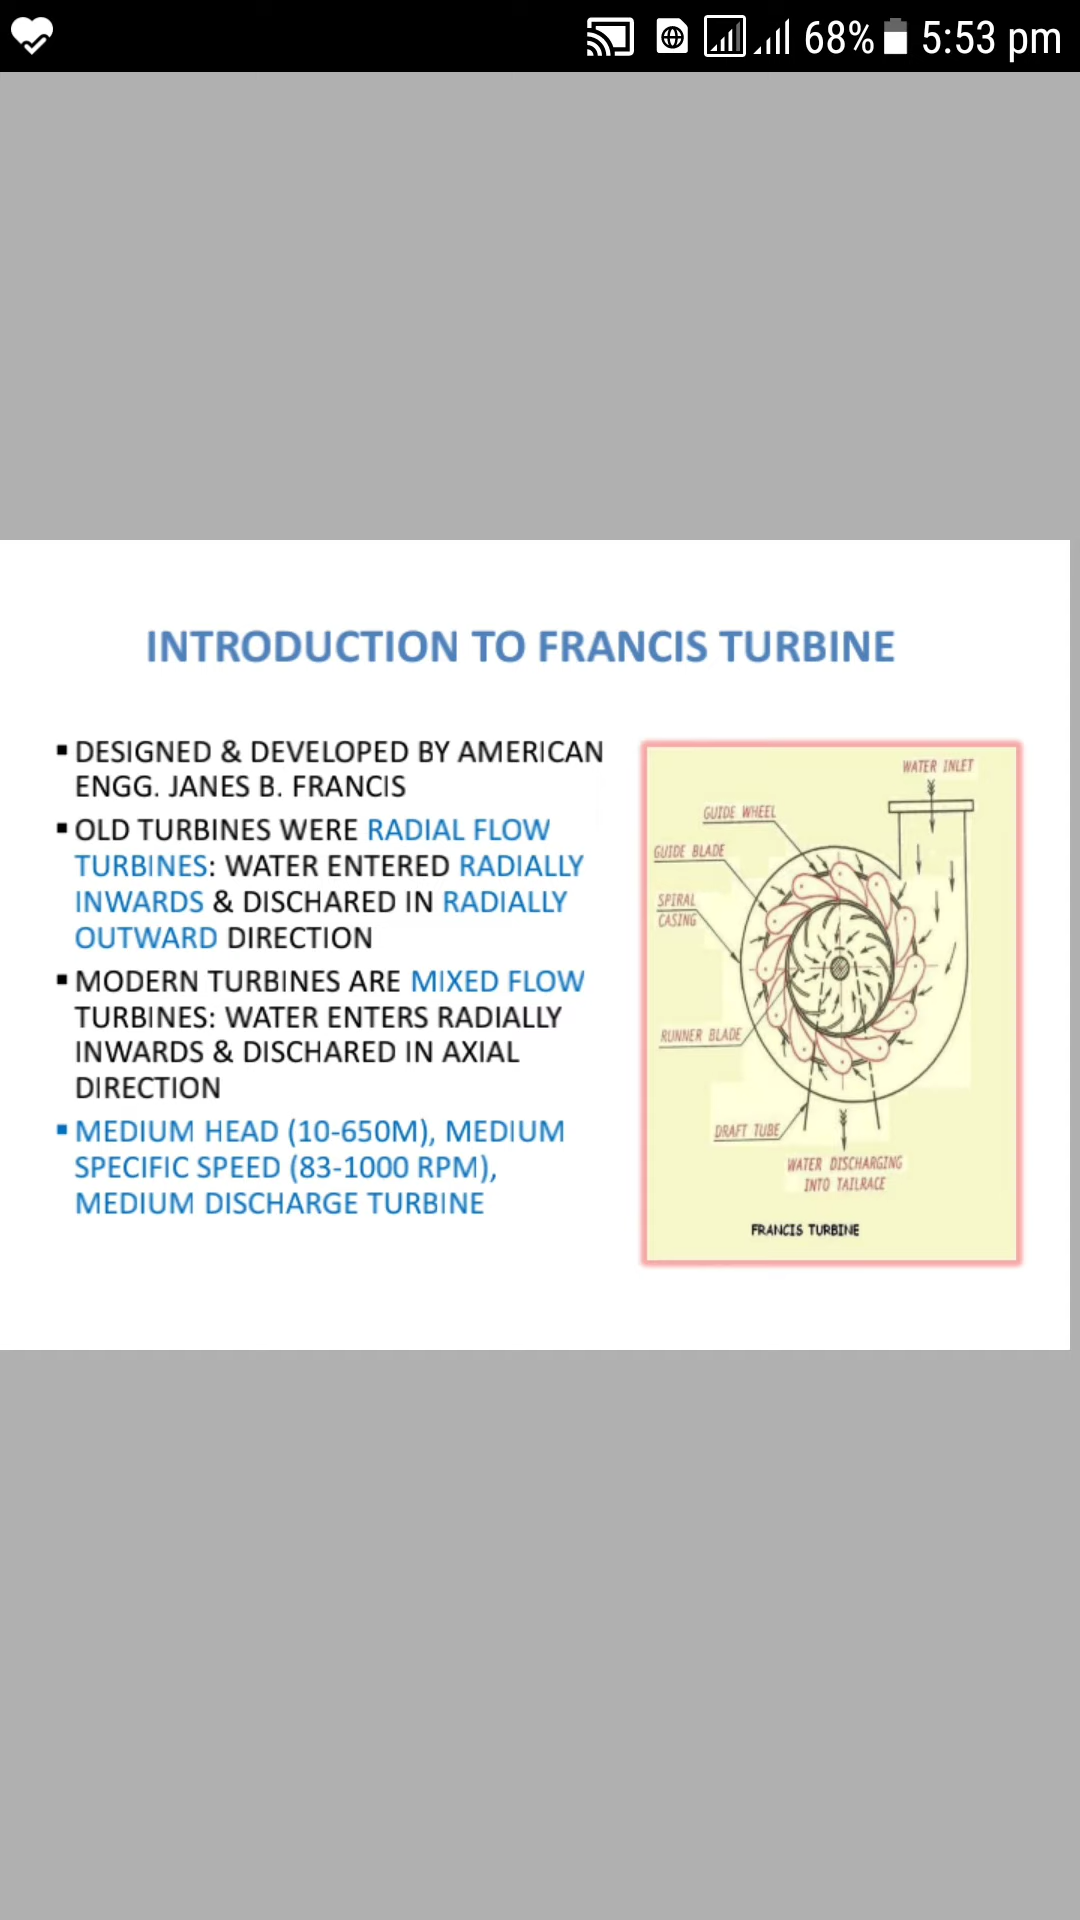 68% 5:53 pm
INTRODUCTION TO FRANCIS TURBINE
▪ DESIGNED & DEVELOPED BY AMERICAN
ENGG. JANES B. FRANCIS
▪ OLD TURBINES WERE RADIAL FLOW
TURBINES: WATER ENTERED RADIALLY
INWARDS & DISCHARED IN RADIALLY
OUTWARD DIRECTION
▪ MODERN TURBINES ARE MIXED FLOW
TURBINES: WATER ENTERS RADIALLY
INWARDS & DISCHARED IN AXIAL
DIRECTION
▪ MEDIUM HEAD (10-650M), MEDIUM
SPECIFIC SPEED (83-1000 RPM),
MEDIUM DISCHARGE TURBINE
WATER INLET
GUIDE WHEEL
GUIDE BLADE
SPIRAL
CASING
RUNNER BLADE
DRAFT TUBE
WATER DISCHARGING
INTO TAILRACE
FRANCIS TURBINE